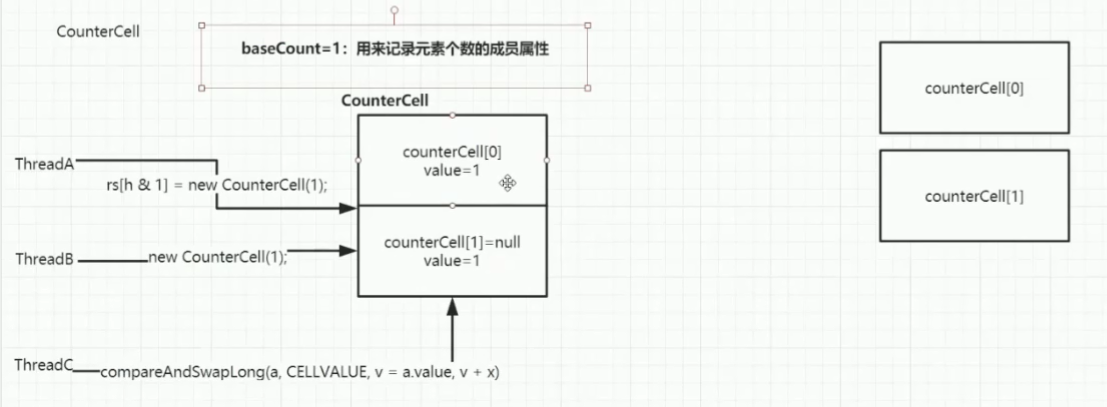 CounterCell
baseCount=1：用来记录元素个数的成员属性
CounterCell
counterCell[0]
value=1
ThreadA
rs[h & 1] = new CounterCell(1);
counterCell[1]=null
value=1
ThreadB
new CounterCell(1);
ThreadC
compareAndSwapLong(a, CELLVALUE, v = a.value, v + x)
counterCell[0]
counterCell[1]